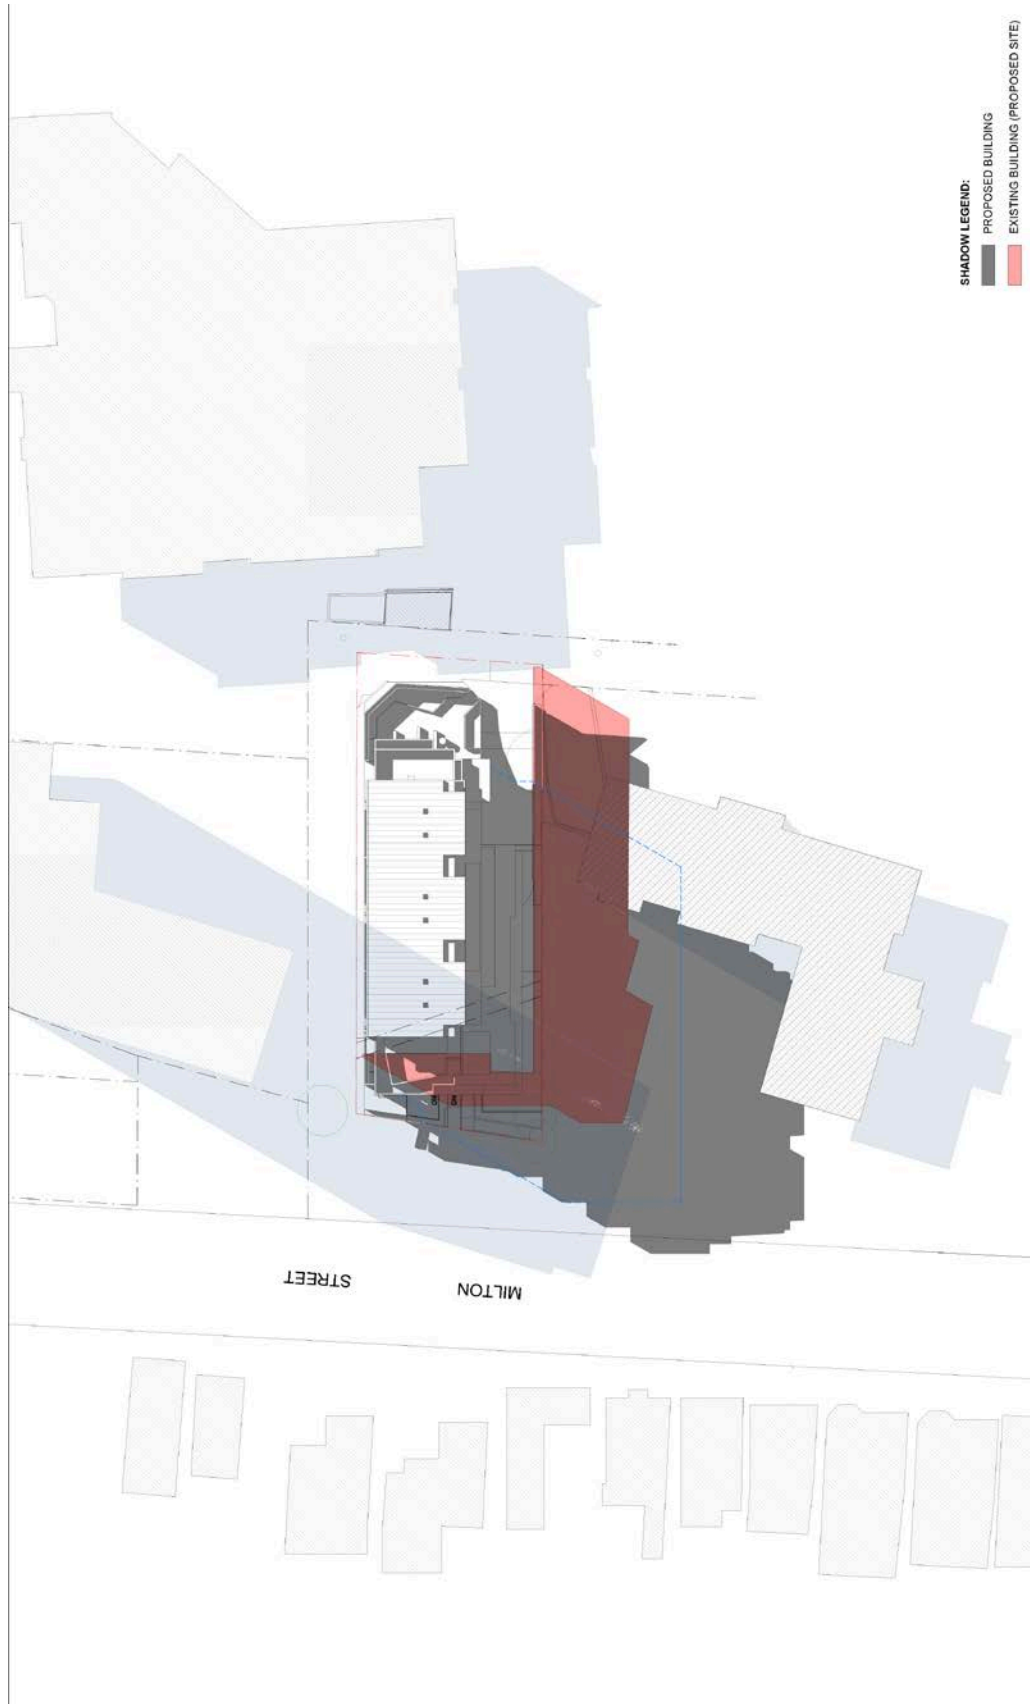 SHADOW LEGEND:
PROPOSED BUILDING
EXISTING BUILDING (PROPOSED SITE)
MILTON
STREET